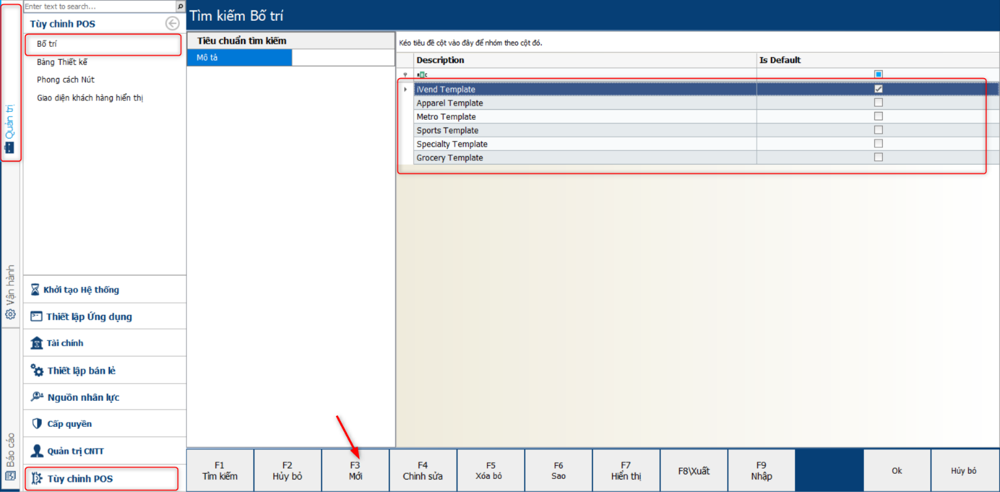 Enter text to search...
Tùy chỉnh POS
Bố trí
Bảng Thiết kế
Phong cách Nút
Giao diện khách hàng hiển thị
Quản trị
Vận hành
Báo cáo
Khởi tạo Hệ thống
Thiết lập Ứng dụng
Tài chính
Thiết lập bán lẻ
Nguồn nhân lực
Cấp quyền
Quản trị CNTT
Tùy chỉnh POS
Tìm kiếm Bố trí
Tiêu chuẩn tìm kiếm
Mô tả
Kéo tiêu đề cột vào đây để nhóm theo cột đó.
Description Is Default
ABC
iVend Template
Apparel Template
Metro Template
Sports Template
Specialty Template
Grocery Template
F1
Tìm kiếm
F2
Hủy bỏ
F3
Mới
F4
Chỉnh sửa
F5
Xóa bỏ
F6
Sao
F7
Hiển thị
F8\Xuất
F9
Nhập
Ok
Hủy bỏ